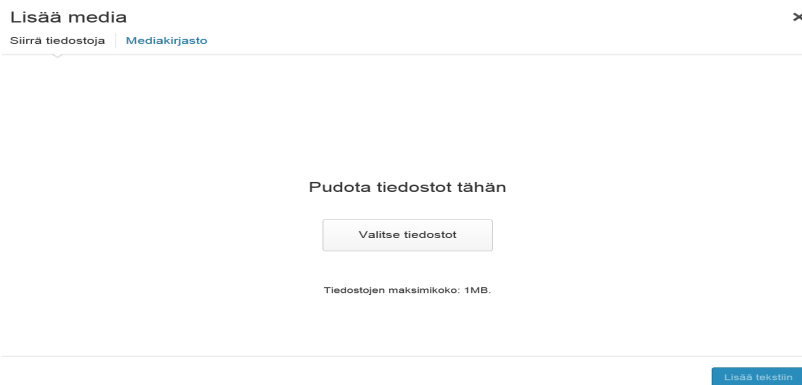 Lisää media
Siirrä tiedostoja Mediakirjasto
Pudota tiedostot tähän
Valitse tiedostot
Tiedostojen maksimikoko: 1MB.
Lisää tekstiin